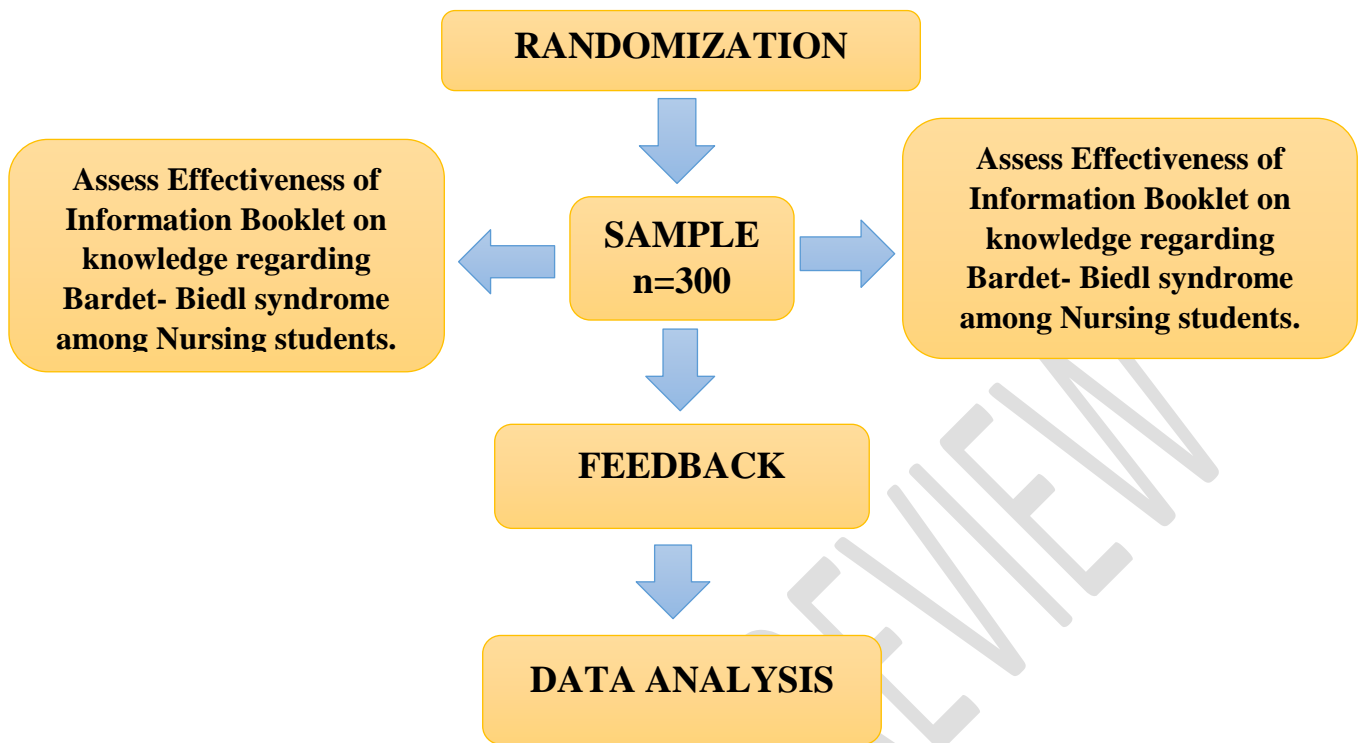 RANDOMIZATION
Assess Effectiveness of
Information Booklet on
knowledge regarding
Bardet- Biedl syndrome
among Nursing students.
SAMPLE
n=300
Assess Effectiveness of
Information Booklet on
knowledge regarding
Bardet- Biedl syndrome
among Nursing students.
FEEDBACK
DATA ANALYSIS
REVIEW